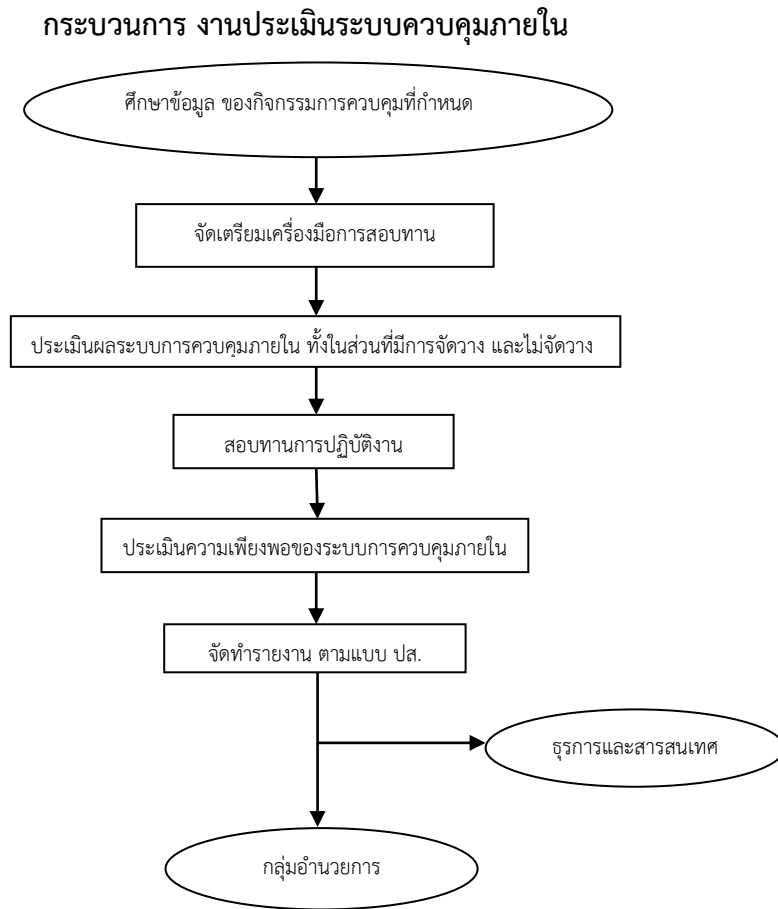 กระบวนการ งานประเมินระบบควบคุมภายใน
ศึกษาข้อมูล ของกิจกรรมการควบคุมที่กำหนด
จัดเตรียมเครื่องมือการสอบทาน
ประเมินผลระบบการควบคุมภายใน ทั้งในส่วนที่มีการจัดวาง และไม่จัดวาง
สอบทานการปฏิบัติงาน
ประเมินความเพียงพอของระบบการควบคุมภายใน
จัดทำรายงาน ตามแบบ ปส.
ธุรการและสารสนเทศ
กลุ่มอำนวยการ